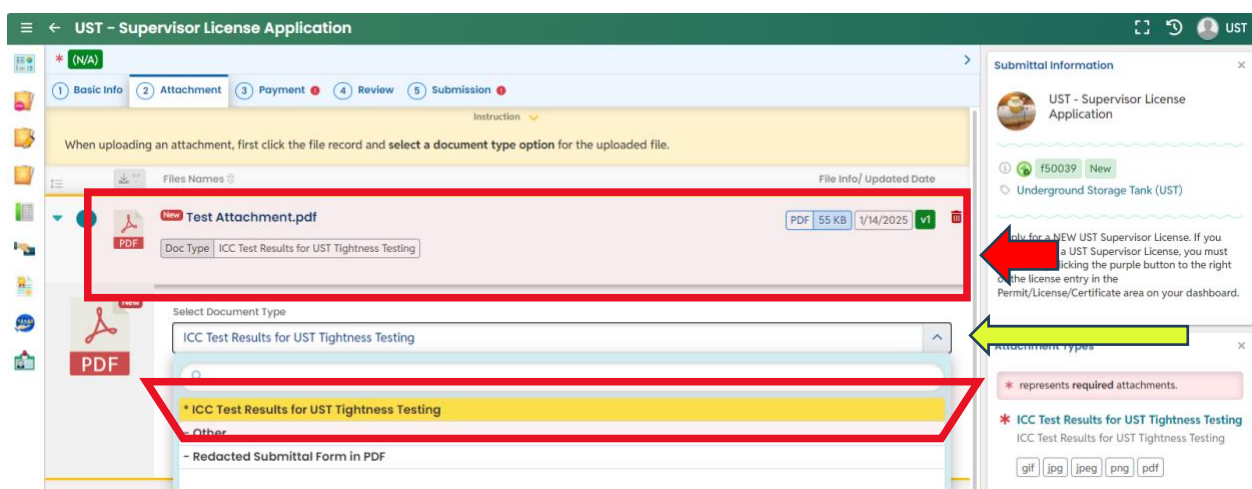 UST - Supervisor License Application
UST
* (N/A)
1 Basic Info 2 Attachment 3 Payment 4 Review 5 Submission
Instruction
When uploading an attachment, first click the file record and select a document type option for the uploaded file.
Files Names
File Info/ Updated Date
PDF
New Test Attachment.pdf
PDF 55 KB 1/14/2025 v1
Doc Type ICC Test Results for UST Tightness Testing
New
PDF
Select Document Type
ICC Test Results for UST Tightness Testing
* ICC Test Results for UST Tightness Testing
- Other
- Redacted Submittal Form in PDF
Submittal Information
UST - Supervisor License
Application
f50039 New
Underground Storage Tank (UST)
for a NEW UST Supervisor License. If you
a UST Supervisor License, you must
clicking the purple button to the right
the license entry in the
Permit/License/Certificate area on your dashboard.
Attachment Types
* represents required attachments.
* ICC Test Results for UST Tightness Testing
ICC Test Results for UST Tightness Testing
gif jpg jpeg png pdf